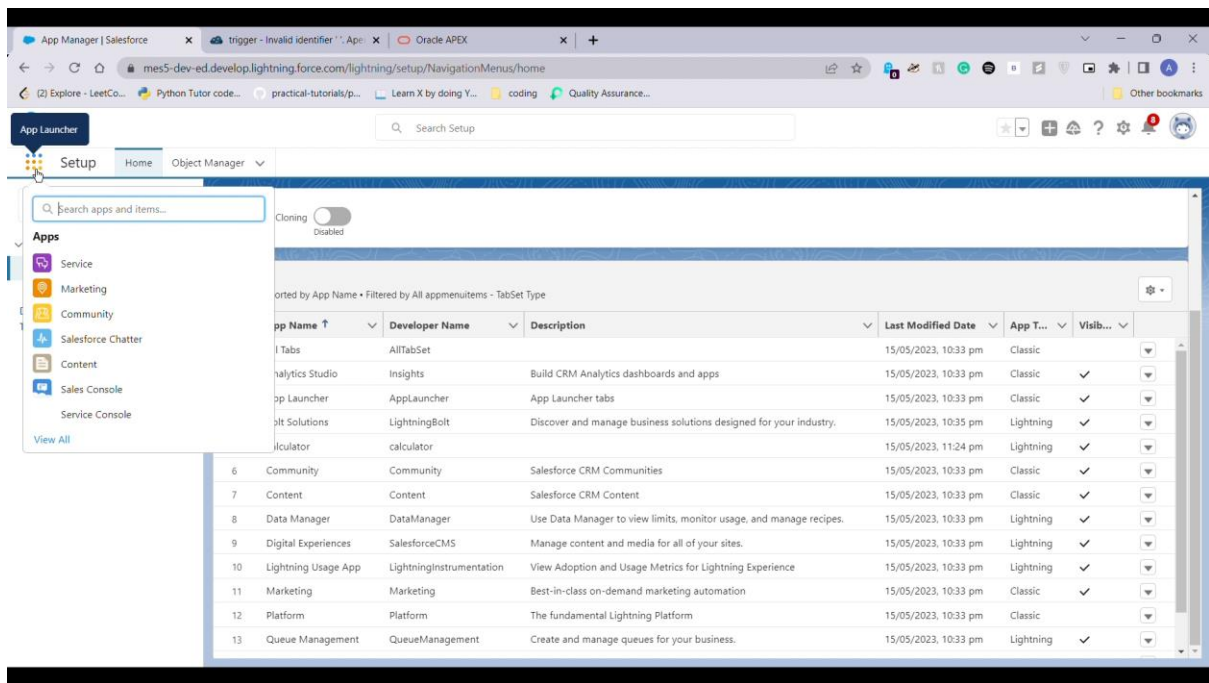 App Manager | Salesforce
trigger - Invalid identifier ' '. Ape
Oracle APEX
mes5-dev-ed.develop.lightning.force.com/lightning/setup/NavigationMenus/home
(2) Explore - LeetCo...
Python Tutor code...
practical-tutorials/p...
Learn X by doing Y...
coding
Quality Assurance...
Other bookmarks
App Launcher
Search Setup
8
Setup
Home
Object Manager
Search apps and items...
Apps
Service
Marketing
Community
Salesforce Chatter
Content
Sales Console
Service Console
View All
Cloning
Disabled
orted by App Name • Filtered by All appmenuitems - TabSet Type
pp Name ↑ Developer Name Description Last Modified Date App T... Visib...
l Tabs AllTabSet 15/05/2023, 10:33 pm Classic
nalytics Studio Insights Build CRM Analytics dashboards and apps 15/05/2023, 10:33 pm Classic
pp Launcher AppLauncher App Launcher tabs 15/05/2023, 10:33 pm Classic
olt Solutions LightningBolt Discover and manage business solutions designed for your industry. 15/05/2023, 10:35 pm Lightning
alculator calculator 15/05/2023, 11:24 pm Lightning
6 Community Community Salesforce CRM Communities 15/05/2023, 10:33 pm Classic
7 Content Content Salesforce CRM Content 15/05/2023, 10:33 pm Classic
8 Data Manager DataManager Use Data Manager to view limits, monitor usage, and manage recipes. 15/05/2023, 10:33 pm Lightning
9 Digital Experiences SalesforceCMS Manage content and media for all of your sites. 15/05/2023, 10:33 pm Lightning
10 Lightning Usage App LightningInstrumentation View Adoption and Usage Metrics for Lightning Experience 15/05/2023, 10:33 pm Lightning
11 Marketing Marketing Best-in-class on-demand marketing automation 15/05/2023, 10:33 pm Classic
12 Platform Platform The fundamental Lightning Platform 15/05/2023, 10:33 pm Classic
13 Queue Management QueueManagement Create and manage queues for your business. 15/05/2023, 10:33 pm Lightning